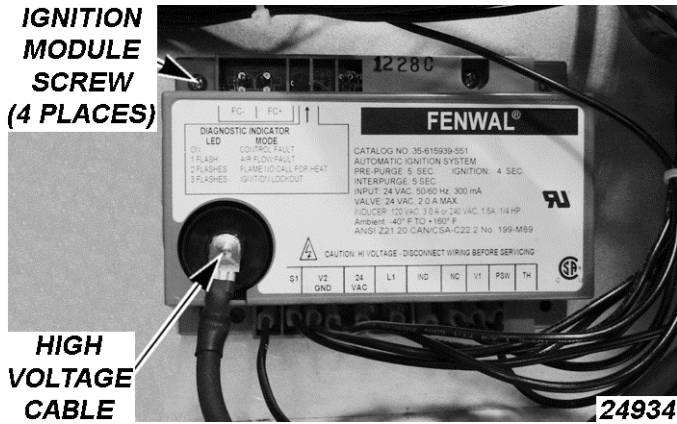 IGNITION
MODULE
SCREW
(4 PLACES)
1228C
FC- FC+
DIAGNOSTIC INDICATOR
LED MODE
ON CONTROL FAULT
1 FLASH AIR FLOW FAULT
2 FLASHES FLAME NO CALL FOR HEAT
3 FLASHES IGNITION LOCKOUT
FENWAL®
CATALOG NO. 35-615939-551
AUTOMATIC IGNITION SYSTEM
PRE-PURGE: 5 SEC. IGNITION: 4 SEC.
INTERPURGE: 5 SEC.
INPUT: 24 VAC, 50/60 Hz, 300 mA
VALVE: 24 VAC, 2.0 A MAX.
INDUCER: 120 VAC, 3.0 A or 240 VAC, 1.5A, 1/4 HP
Ambient -40° F TO +160° F
ANSI Z21.20 CAN/CSA-C22.2 No. 199-M89
CAUTION: HI VOLTAGE - DISCONNECT WIRING BEFORE SERVICING
S1 V2 GND 24 VAC L1 IND NC V1 PSW TH
HIGH
VOLTAGE
CABLE
24934